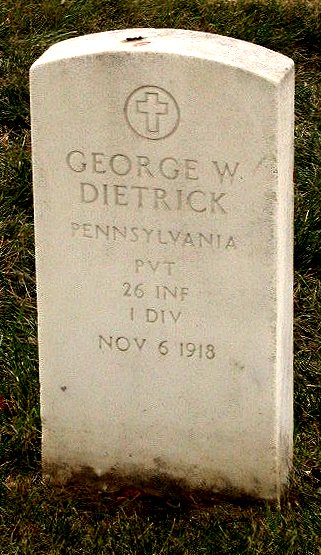 GEORGE W.
DIETRICK
PENNSYLVANIA
PVT
26 INF
1 DIV
NOV 6 1918